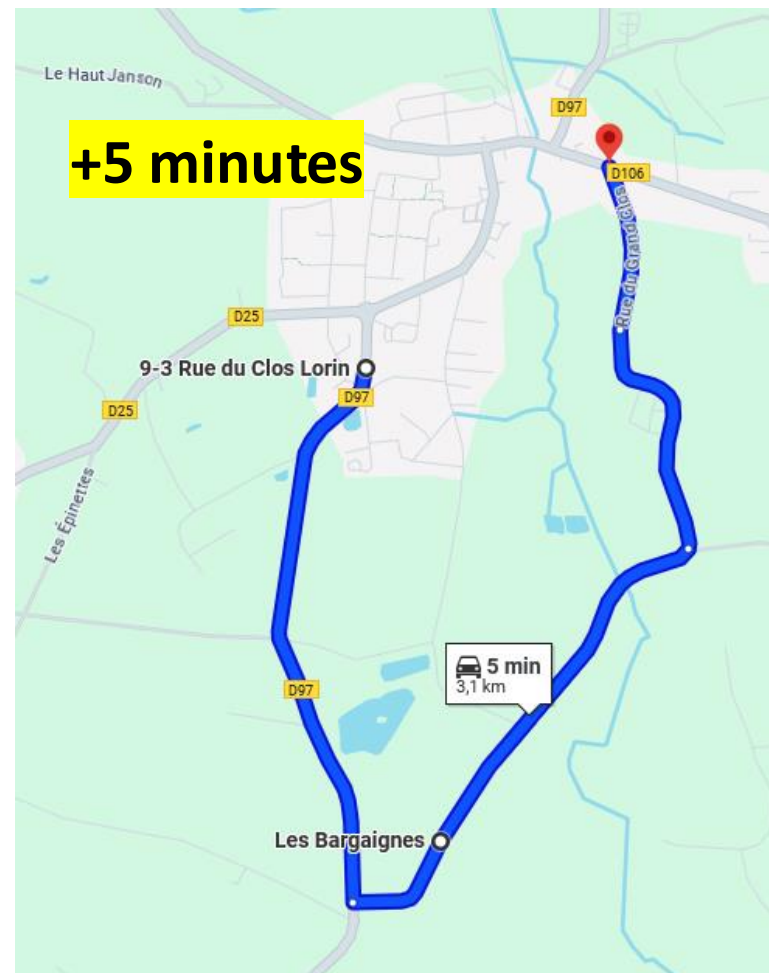 Le Haut Janson
D97
+5 minutes
D106
Rue du Grand Clos
D25
9-3 Rue du Clos Lorin
D97
D25
Les Épinettes
5 min
3,1 km
D97
Les Bargaignes